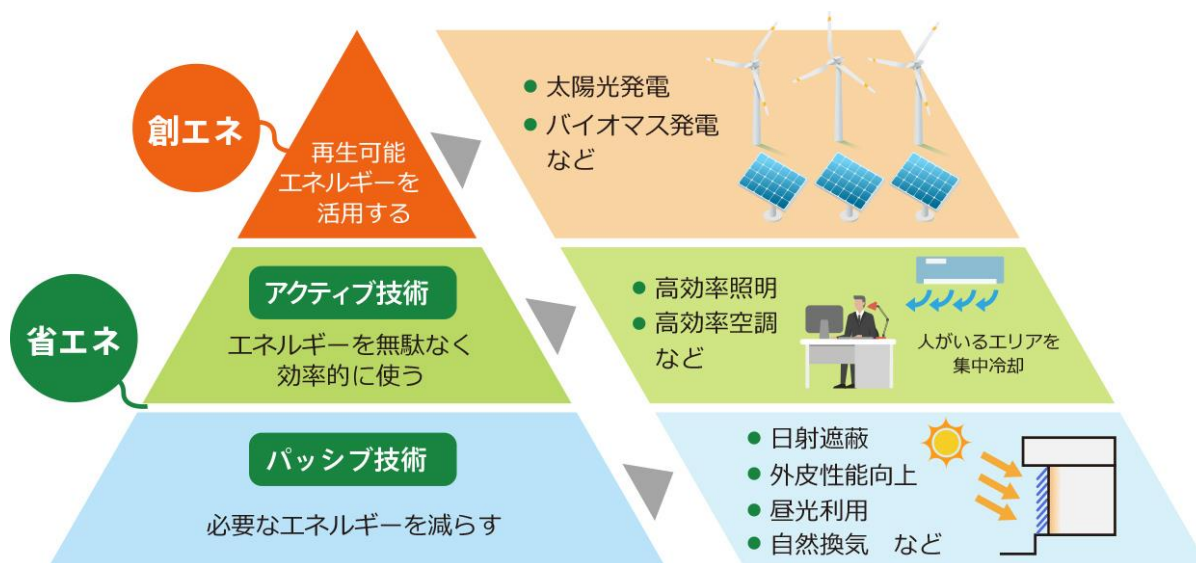 創エネ
再生可能
エネルギーを
活用する
太陽光発電
バイオマス発電
など
省エネ
アクティブ技術
エネルギーを無駄なく
効率的に使う
高効率照明
高効率空調
など
人がいるエリアを
集中冷却
パッシブ技術
必要なエネルギーを減らす
日射遮蔽
外皮性能向上
昼光利用
自然換気 など